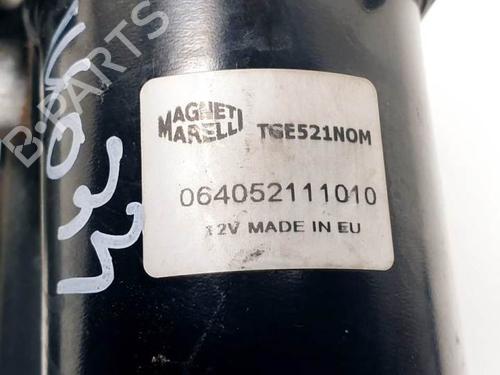 MAGNETI
MARELLI
TGE521NOM
064052111010
12V MADE IN EU
B-PARTS